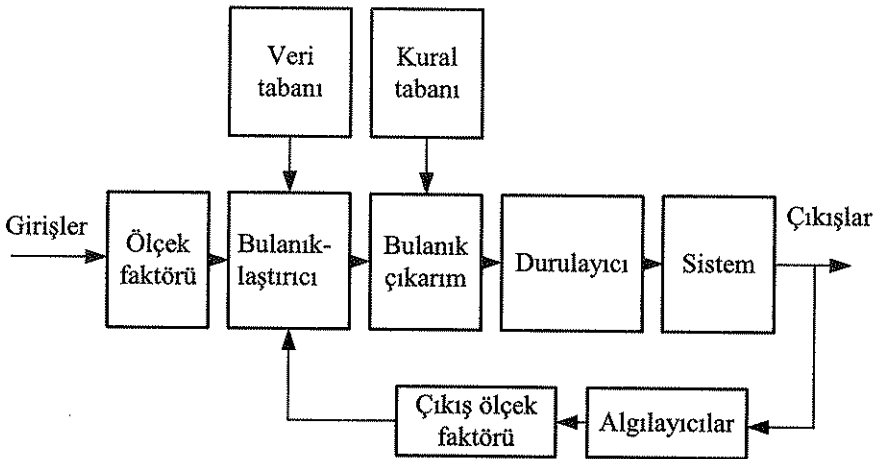 Veri
tabanı
Kural
tabanı
Girişler
Ölçek
faktörü
Bulanık-
laştırıcı
Bulanık
çıkarım
Durulayıcı
Sistem
Çıkışlar
Çıkış ölçek
faktörü
Algılayıcılar